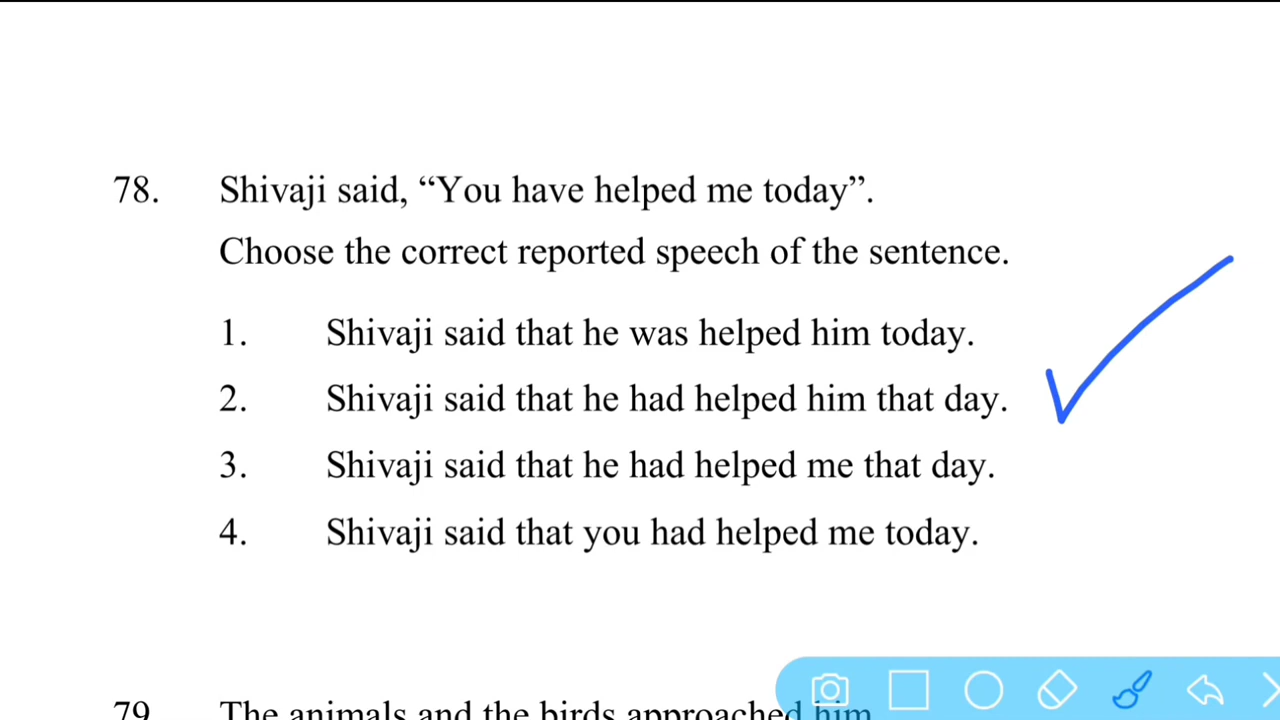 78. Shivaji said, “You have helped me today”.
Choose the correct reported speech of the sentence.
1. Shivaji said that he was helped him today.
2. Shivaji said that he had helped him that day.
3. Shivaji said that he had helped me that day.
4. Shivaji said that you had helped me today.
79 The animals and the birds approached him